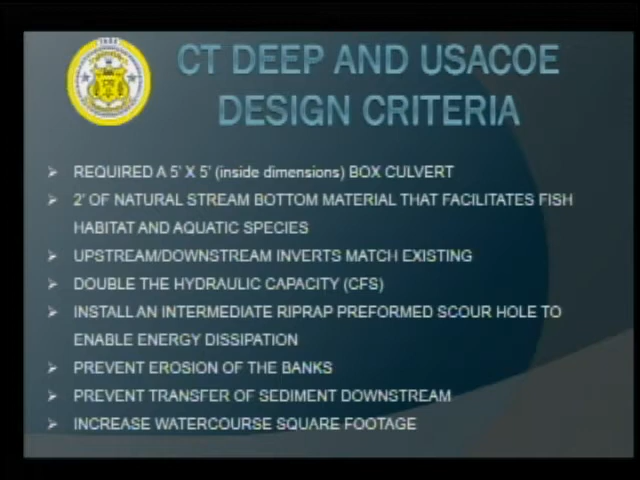 CT DEEP AND USACOE
DESIGN CRITERIA
REQUIRED A 5' X 5' (inside dimensions) BOX CULVERT
2' OF NATURAL STREAM BOTTOM MATERIAL THAT FACILITATES FISH
HABITAT AND AQUATIC SPECIES
UPSTREAM/DOWNSTREAM INVERTS MATCH EXISTING
DOUBLE THE HYDRAULIC CAPACITY (CFS)
INSTALL AN INTERMEDIATE RIPRAP PREFORMED SCOUR HOLE TO
ENABLE ENERGY DISSIPATION
PREVENT EROSION OF THE BANKS
PREVENT TRANSFER OF SEDIMENT DOWNSTREAM
INCREASE WATERCOURSE SQUARE FOOTAGE